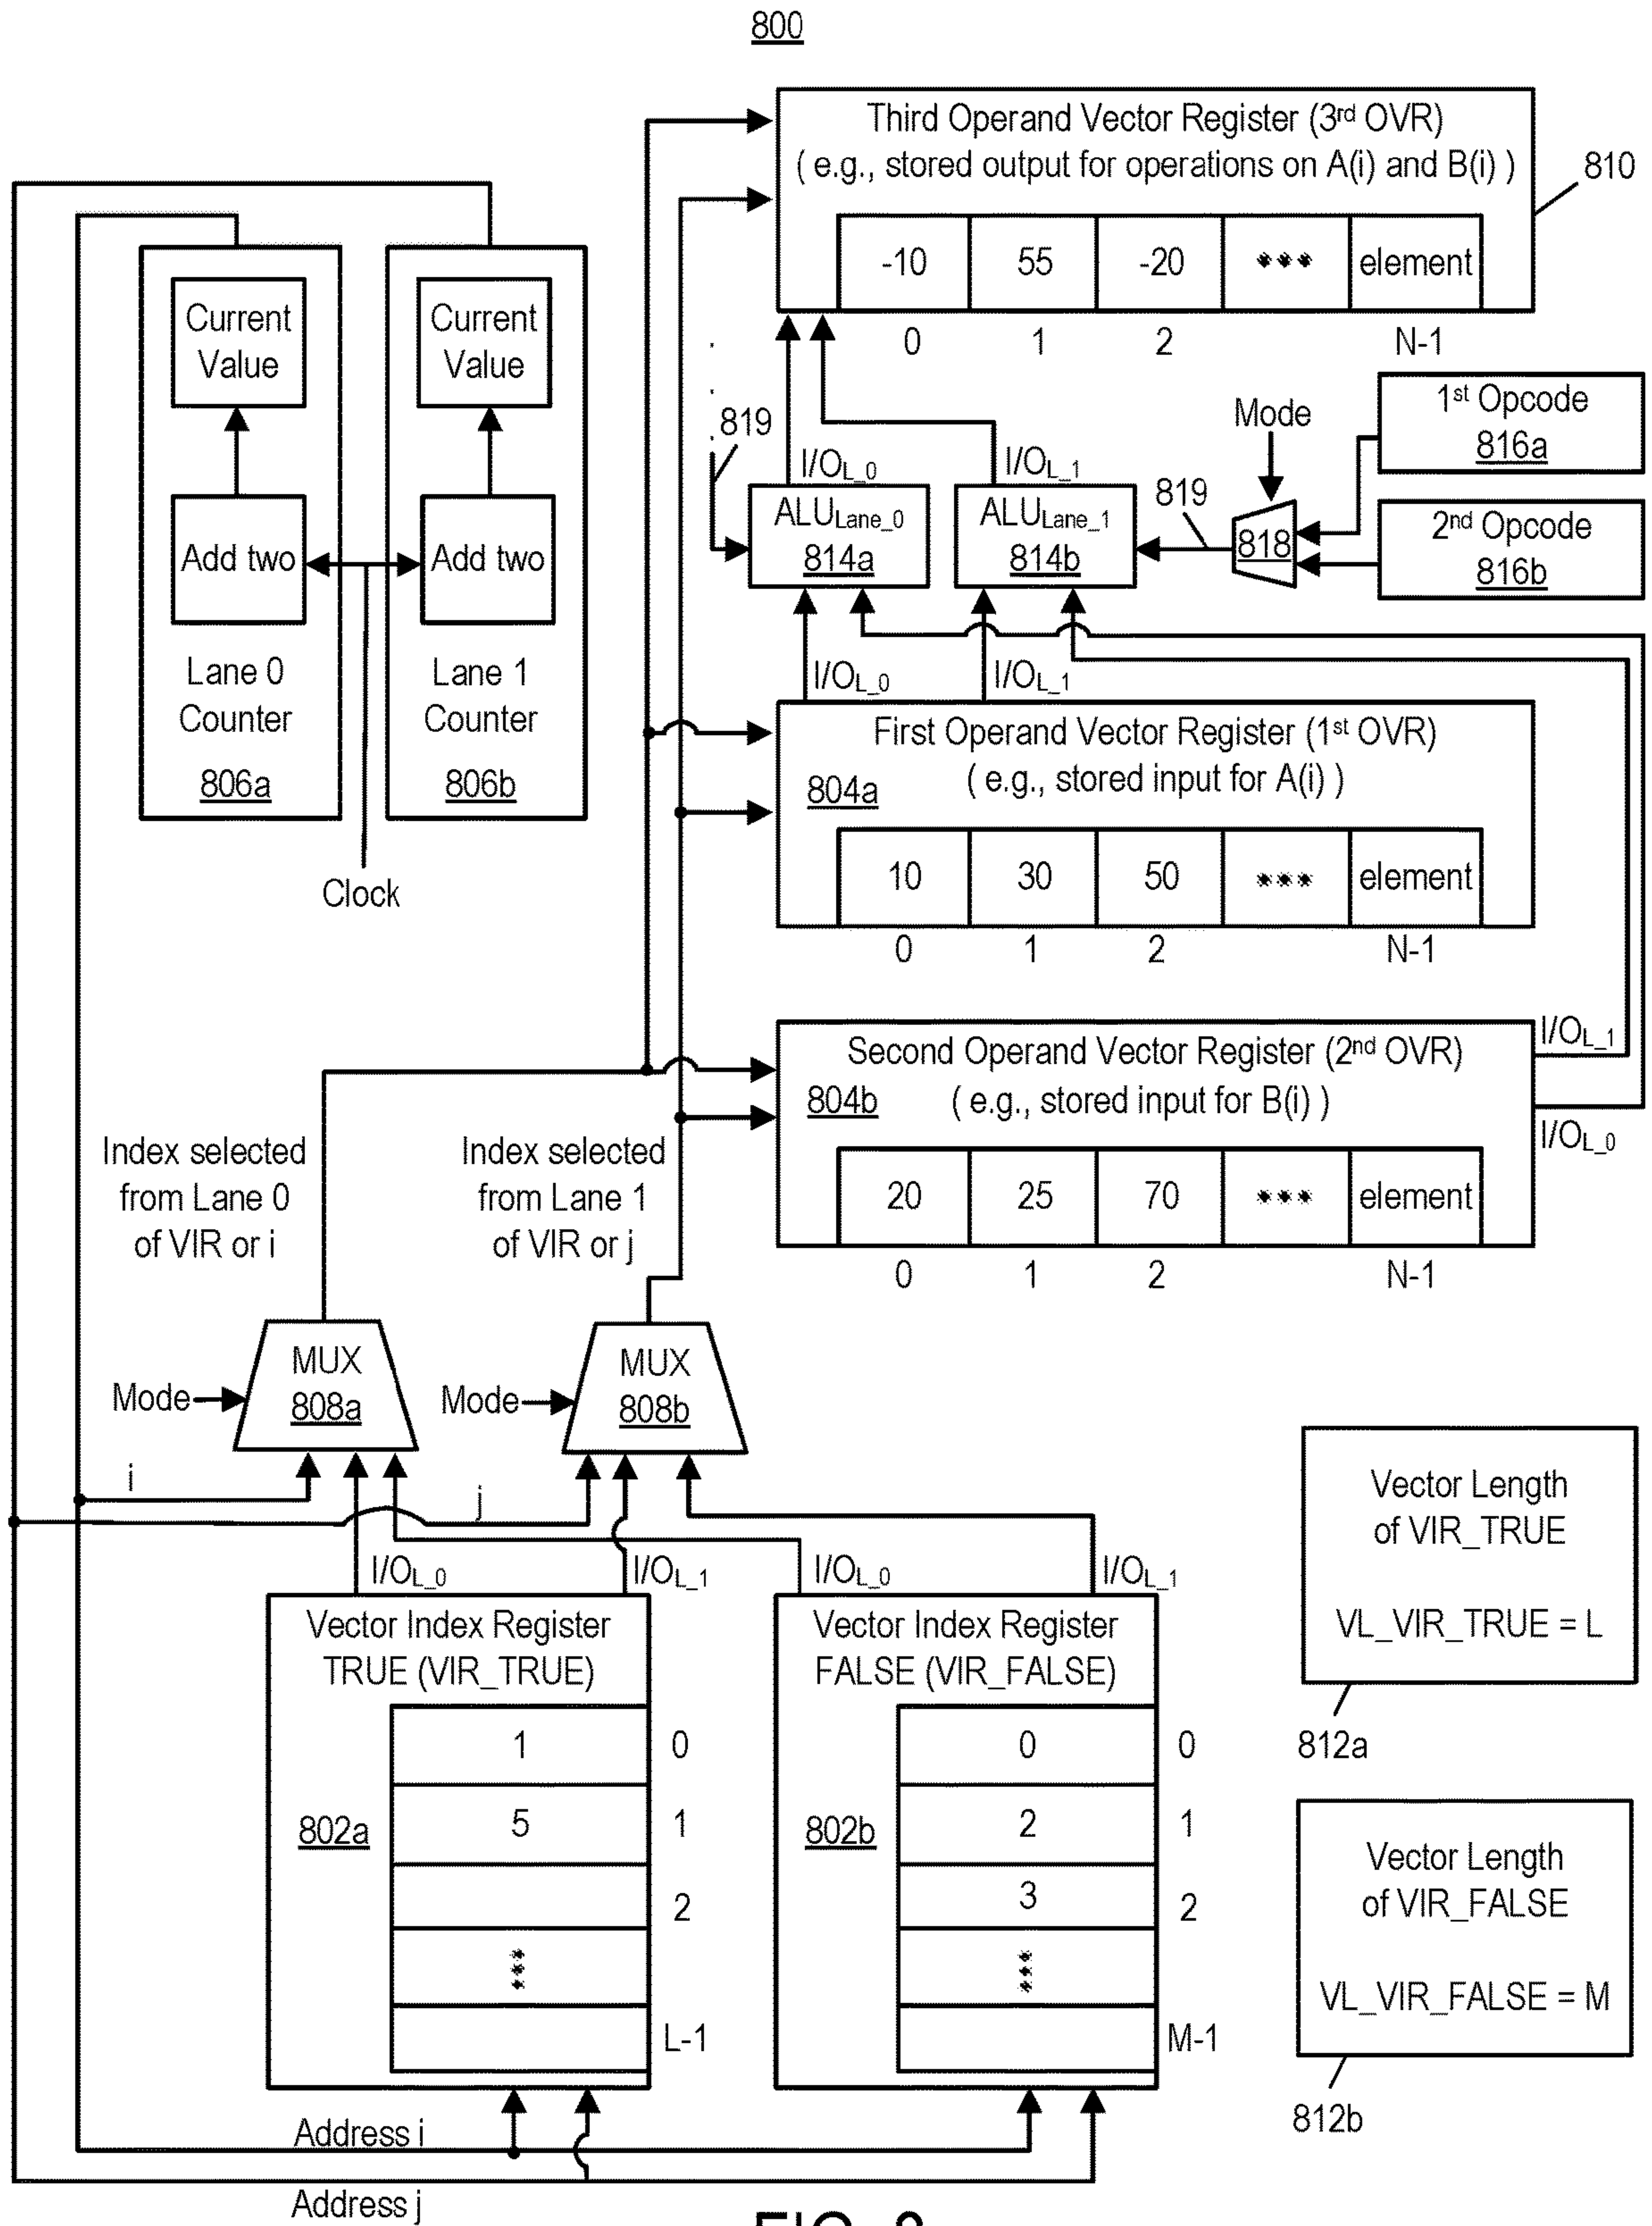 800
Third Operand Vector Register (3rd OVR)
( e.g., stored output for operations on A(i) and B(i) )
810
-10 55 -20 *** element
0 1 2 N-1
Current
Value
Current
Value
Add two
Add two
Lane 0
Counter
806a
Lane 1
Counter
806b
Clock
819
I/OL_0
I/OL_1
ALULane_0
814a
ALULane_1
814b
819
Mode
818
1st Opcode
816a
2nd Opcode
816b
I/OL_0
I/OL_1
First Operand Vector Register (1st OVR)
( e.g., stored input for A(i) )
804a
10 30 50 *** element
0 1 2 N-1
Second Operand Vector Register (2nd OVR)
( e.g., stored input for B(i) )
804b
20 25 70 *** element
0 1 2 N-1
I/OL_1
I/OL_0
Index selected
from Lane 0
of VIR or i
Index selected
from Lane 1
of VIR or j
Mode
MUX
808a
Mode
MUX
808b
i
j
I/OL_0
I/OL_1
I/OL_0
I/OL_1
Vector Index Register
TRUE (VIR_TRUE)
802a
1 0
5 1
2
***
L-1
Vector Index Register
FALSE (VIR_FALSE)
802b
0 0
2 1
3 2
***
M-1
Vector Length
of VIR_TRUE
VL_VIR_TRUE = L
812a
Vector Length
of VIR_FALSE
VL_VIR_FALSE = M
812b
Address i
Address j